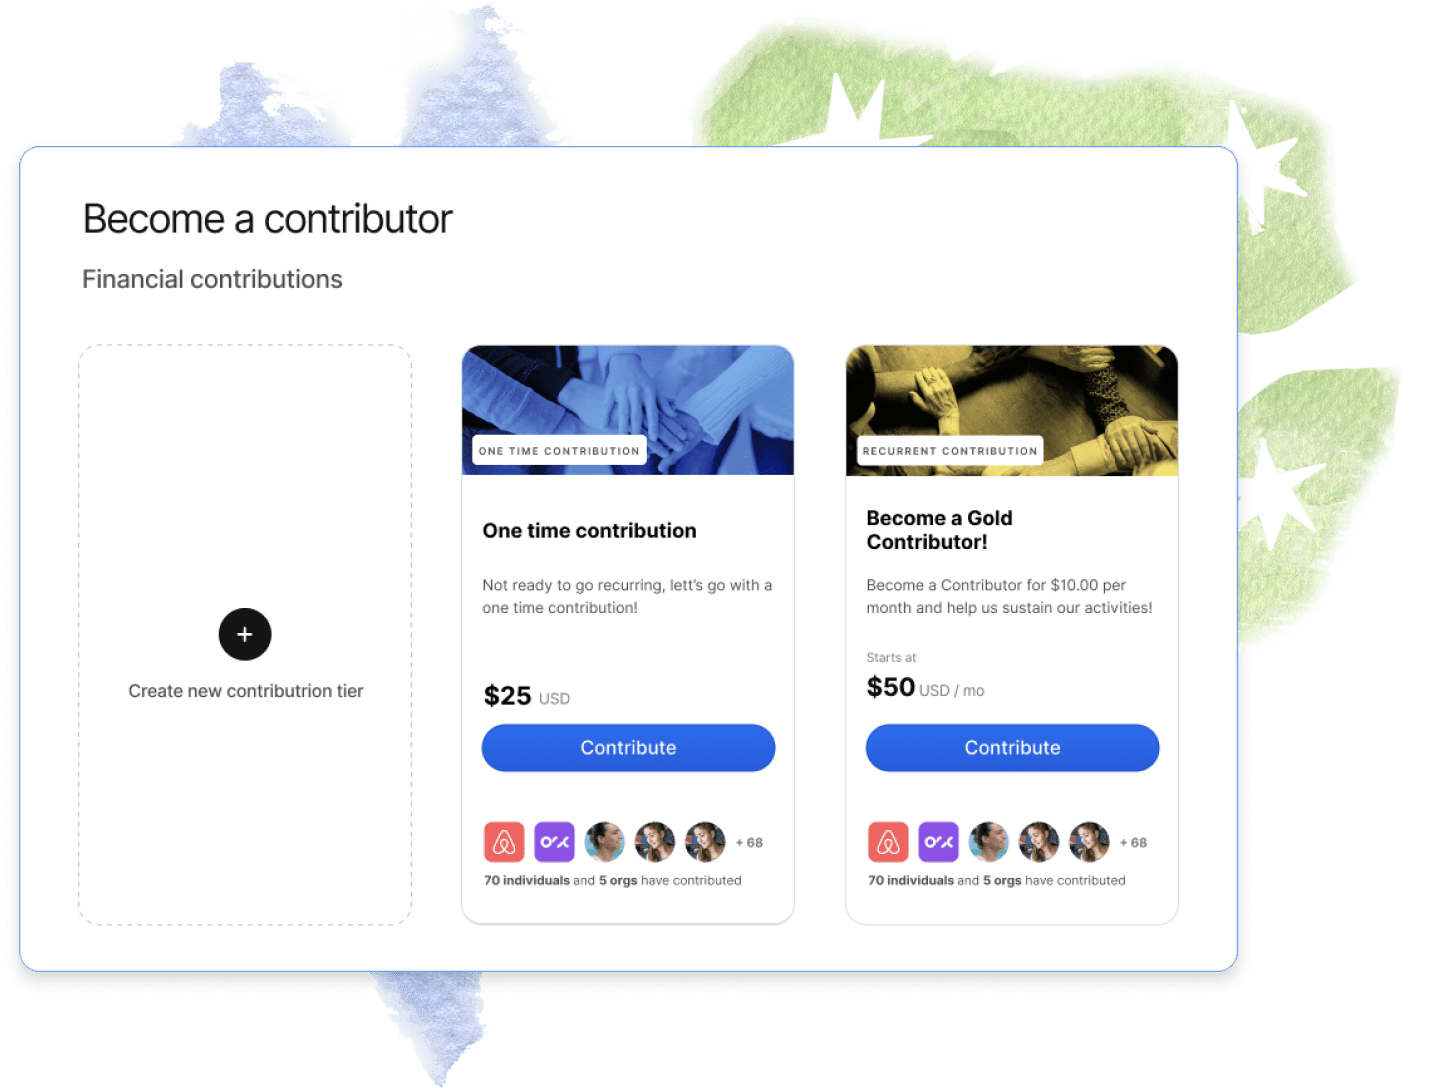 Become a contributor
Financial contributions
+
Create new contributrion tier
ONE TIME CONTRIBUTION
One time contribution
Not ready to go recurring, lett's go with a
one time contribution!
$25 USD
Contribute
+ 68
70 individuals and 5 orgs have contributed
RECURRENT CONTRIBUTION
Become a Gold
Contributor!
Become a Contributor for $10.00 per
month and help us sustain our activities!
Starts at
$50 USD / mo
Contribute
+ 68
70 individuals and 5 orgs have contributed